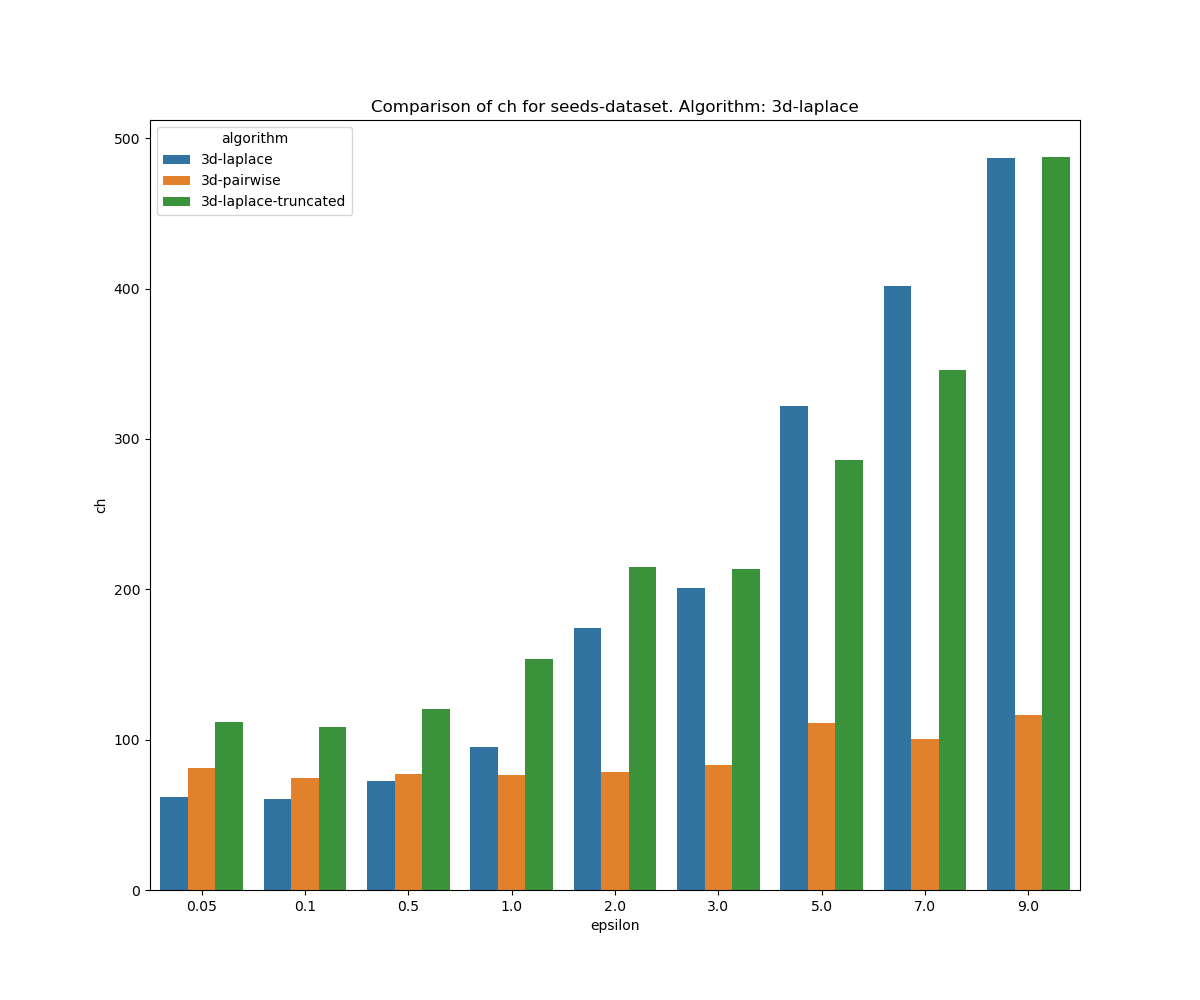 Comparison of ch for seeds-dataset. Algorithm: 3d-laplace
algorithm
3d-laplace
3d-pairwise
3d-laplace-truncated
500
400
300
200
100
0
ch
0.05 0.1 0.5 1.0 2.0 3.0 5.0 7.0 9.0
epsilon